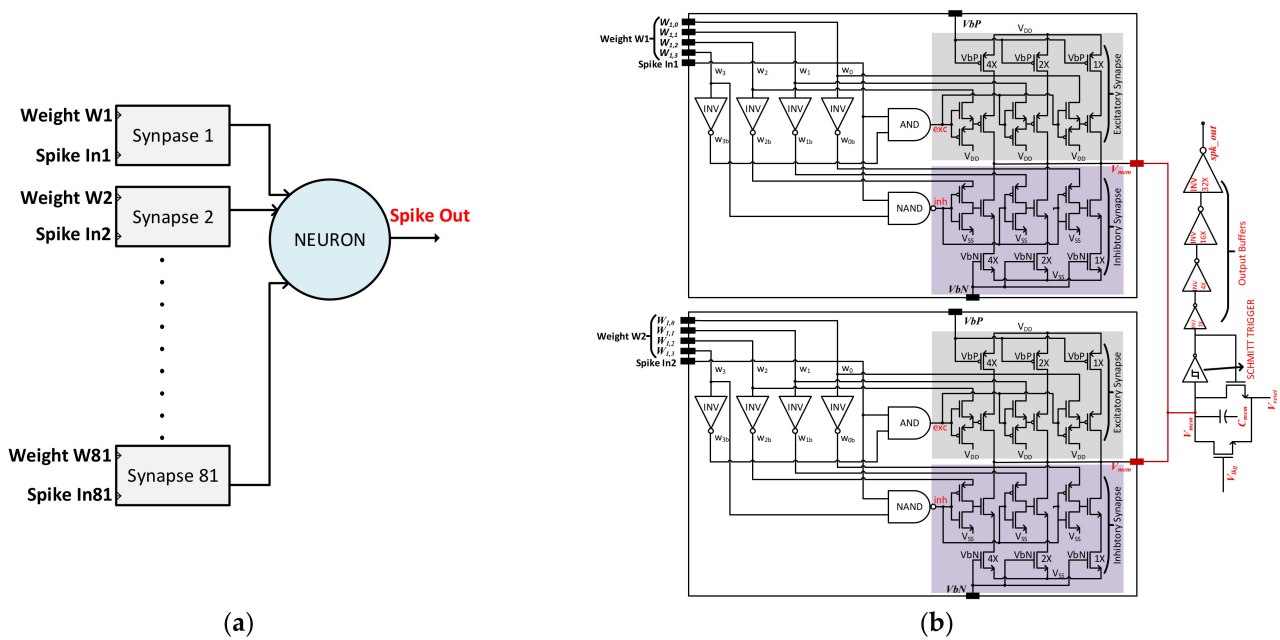 Weight W1
Spike In1
Synpase 1
Weight W2
Spike In2
Synapse 2
Weight W81
Spike In81
Synapse 81
NEURON
Spike Out
(a)
Weight W1
W1,0
W1,1
W1,2
W1,3
Spike In1
VbP
VDD
w3
w2
w1
w0
VbP
4X
VbP
2X
VbP
1X
INV
INV
INV
INV
w3b
w2b
w1b
w0b
AND
exc
VDD
VDD
VDD
Excitatory Synapse
Vmem
NAND
inh
VSS
VSS
VSS
VbN
4X
VbN
2X
VSS
VbN
1X
Inhibtory Synapse
VbN
Weight W2
W1,0
W1,1
W1,2
W1,3
Spike In2
VbP
VDD
w3
w2
w1
w0
VbP
4X
VbP
2X
VbP
1X
INV
INV
INV
INV
w3b
w2b
w1b
w0b
AND
exc
VDD
VDD
VDD
Excitatory Synapse
Vmem
NAND
inh
VSS
VSS
VSS
VbN
4X
VbN
2X
VSS
VbN
1X
Inhibtory Synapse
VbN
spk_out
INV
32X
INV
16X
INV
4X
Output Buffers
SCHMITT TRIGGER
Vmem
Cmem
Vrest
Vlkg
(b)